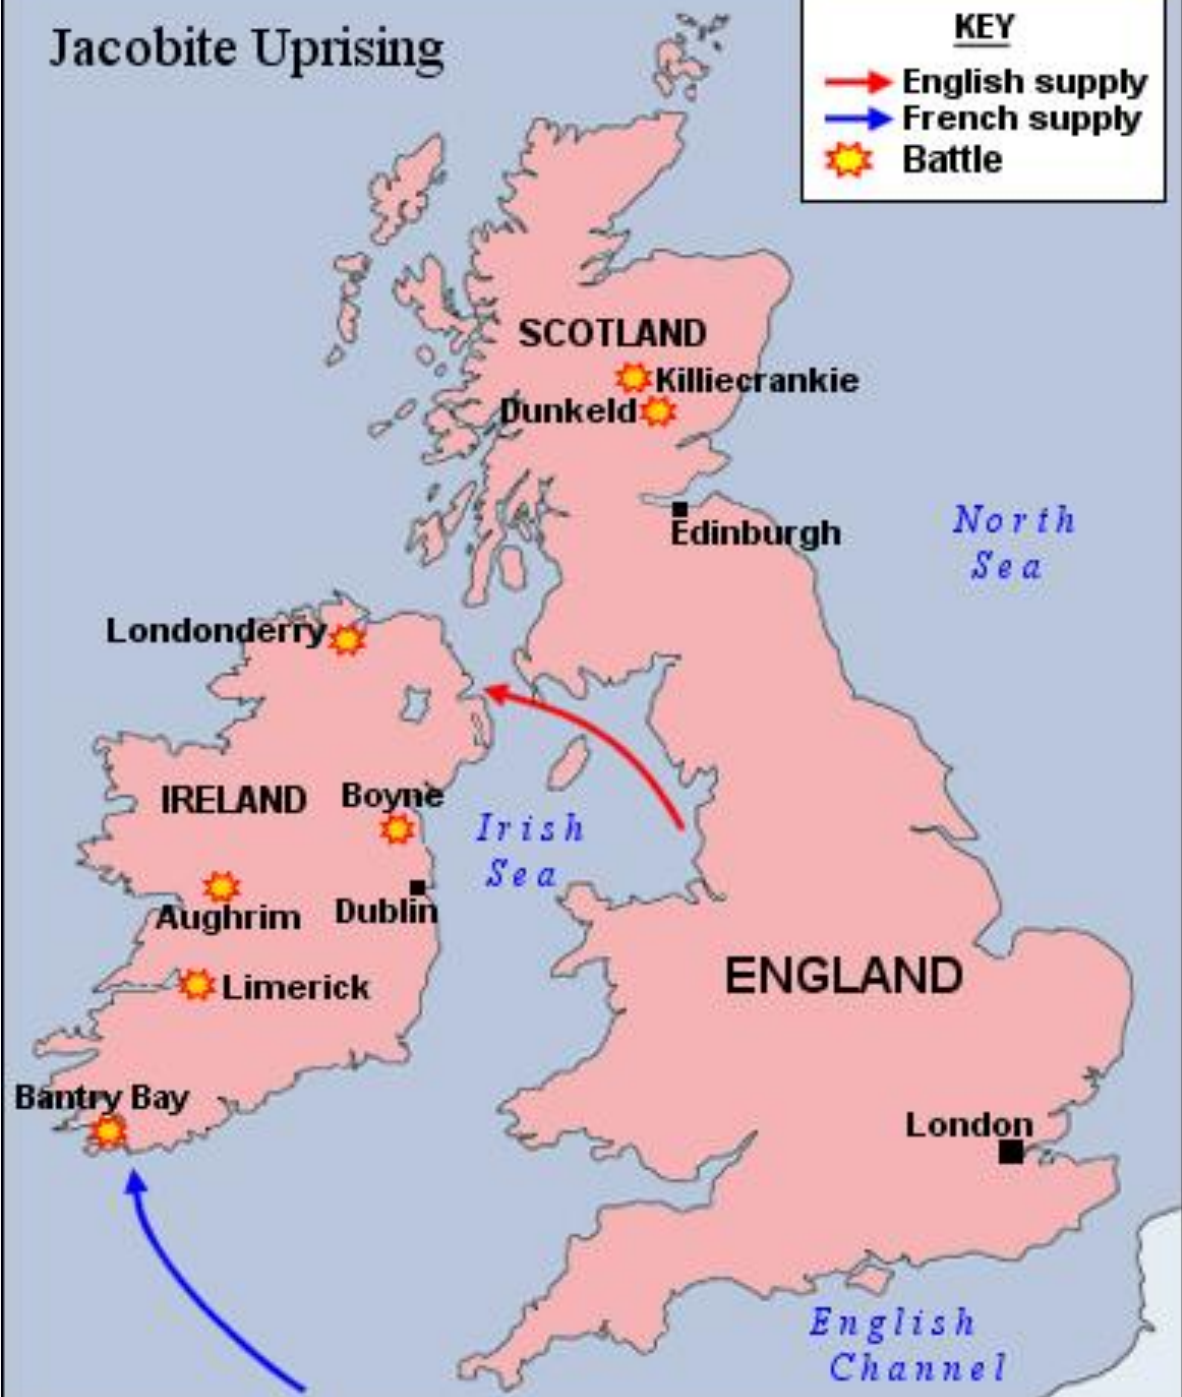 Jacobite Uprising
KEY
English supply
French supply
Battle
SCOTLAND
Killiecrankie
Dunkeld
North
Sea
Edinburgh
Londonderry
IRELAND
Boyne
Irish
Sea
Aughrim
Dublin
ENGLAND
Limerick
Bantry Bay
London
English
Channel